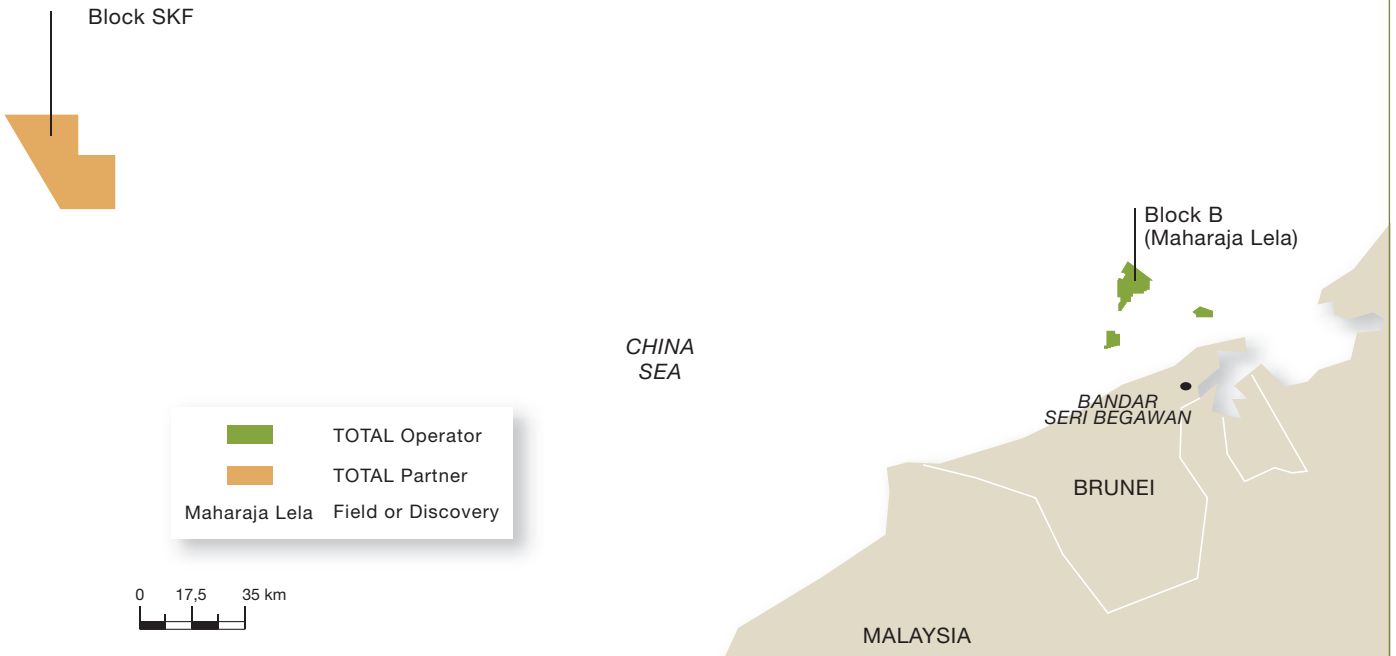 Block SKF
Block B
(Maharaja Lela)
CHINA
SEA
BANDAR
SERI BEGAWAN
TOTAL Operator
TOTAL Partner
Maharaja Lela Field or Discovery
BRUNEI
0 17,5 35 km
MALAYSIA